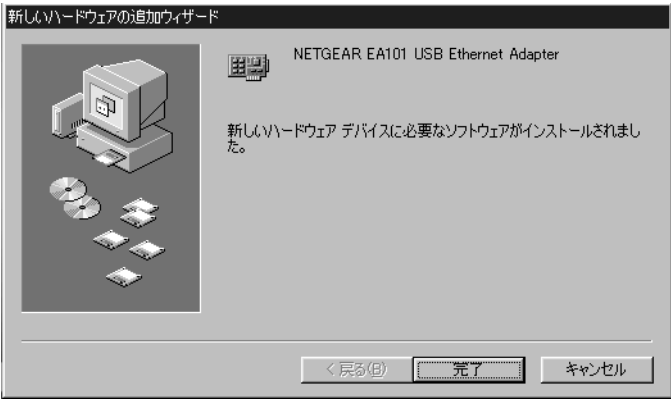 新しいハードウェアの追加ウィザード
NETGEAR EA101 USB Ethernet Adapter
新しいハードウェア デバイスに必要なソフトウェアがインストールされまし
た。
< 戻る(B)
完了
キャンセル